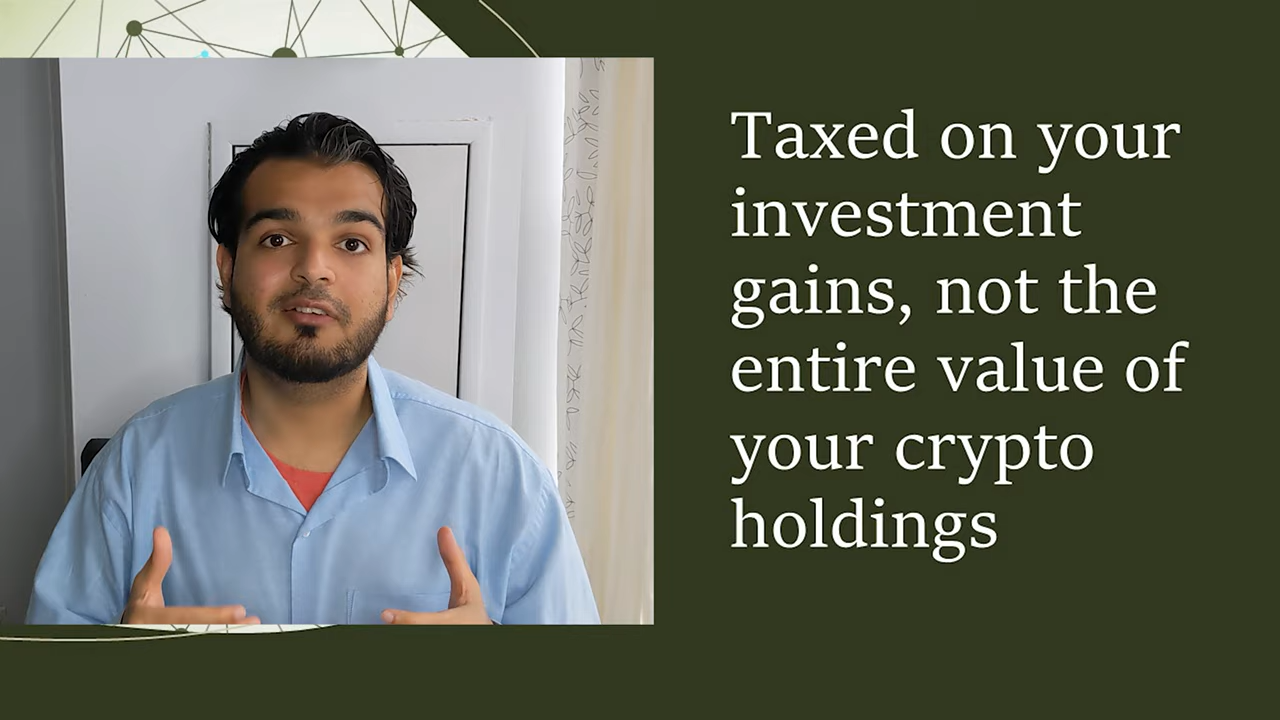 Taxed on your
investment
gains, not the
entire value of
your crypto
holdings